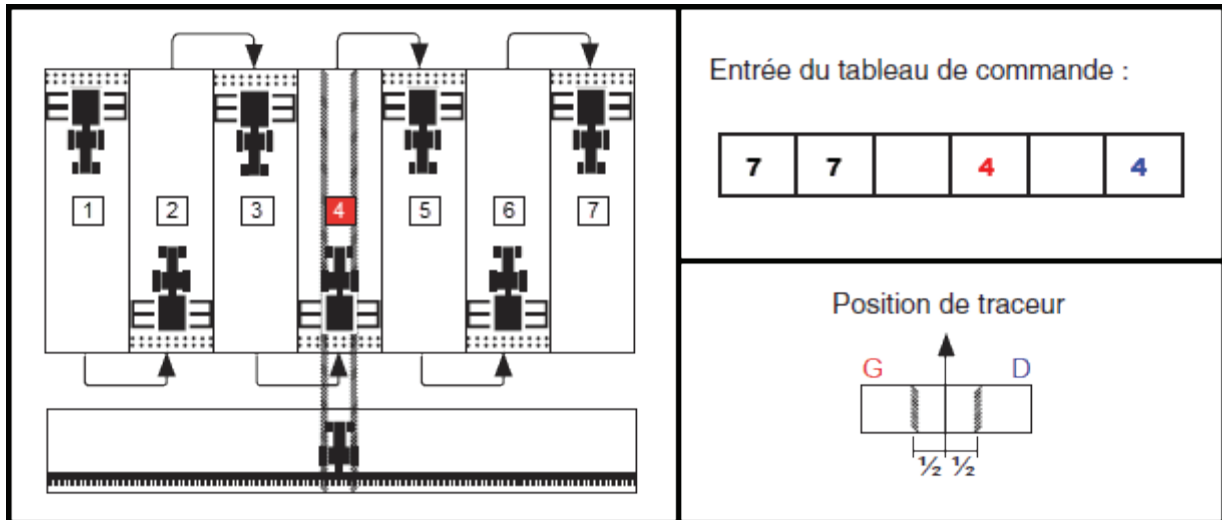 1 2 3 4 5 6 7
Entrée du tableau de commande :
7 7 4 4
Position de traceur
G D
½ ½